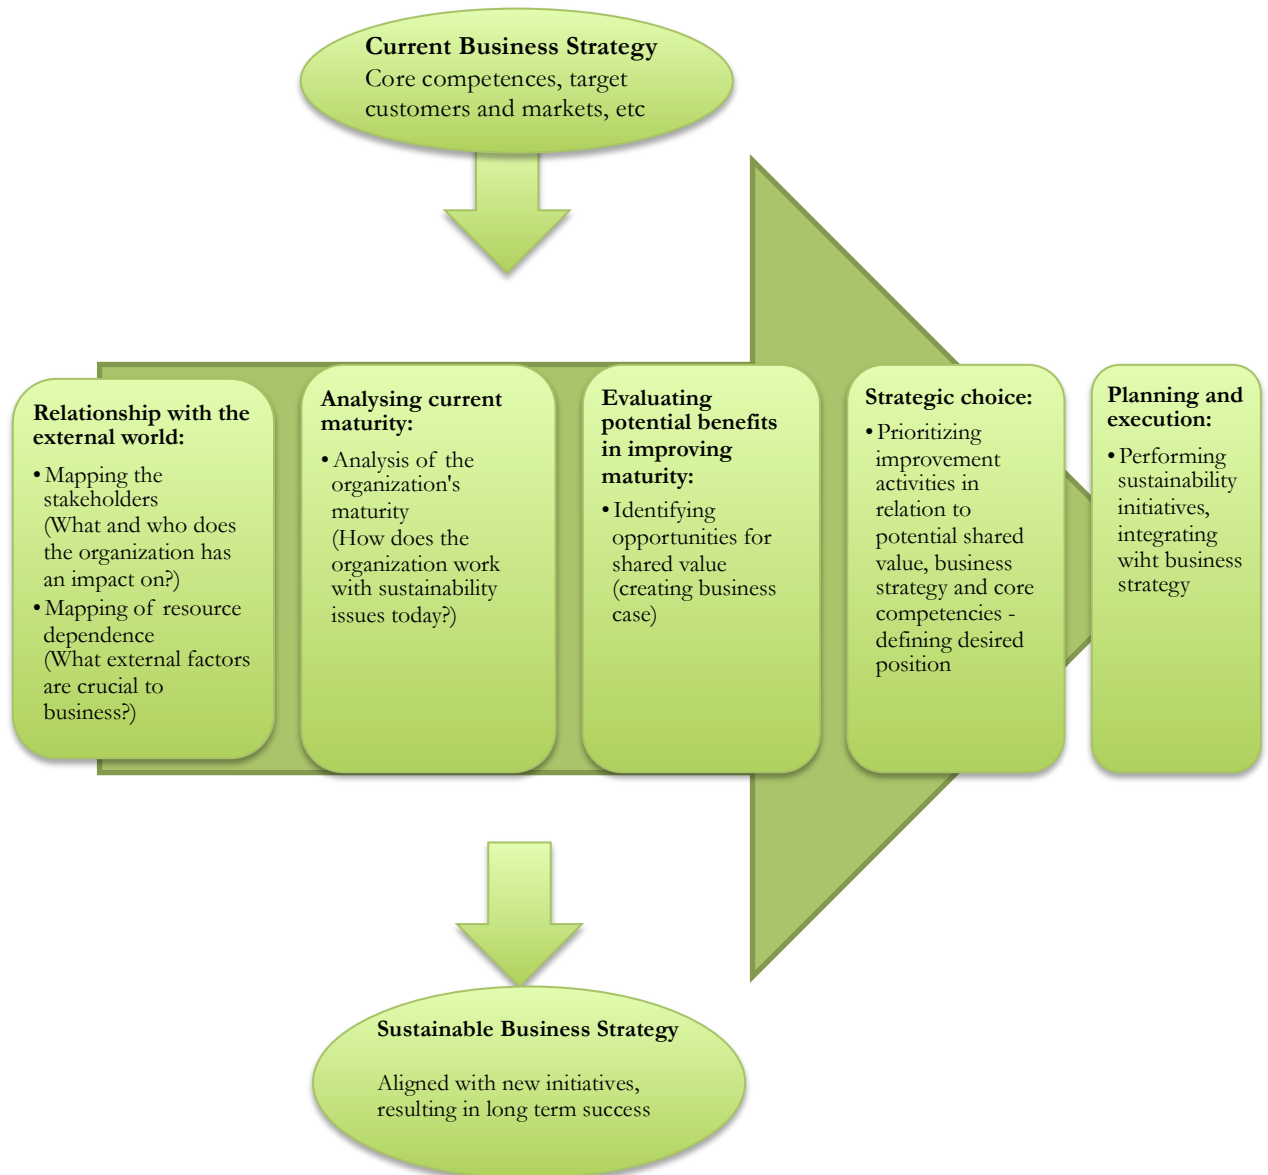 Current Business Strategy
Core competences, target
customers and markets, etc
Relationship with the
external world:
• Mapping the
stakeholders
(What and who does
the organization has
an impact on?)
• Mapping of resource
dependence
(What external factors
are crucial to
business?)
Analysing current
maturity:
• Analysis of the
organization's
maturity
(How does the
organization work
with sustainability
issues today?)
Evaluating
potential benefits
in improving
maturity:
• Identifying
opportunities for
shared value
(creating business
case)
Strategic choice:
• Prioritizing
improvement
activities in
relation to
potential shared
value, business
strategy and core
competencies -
defining desired
position
Planning and
execution:
• Performing
sustainability
initiatives,
integrating
wiht business
strategy
Sustainable Business Strategy
Aligned with new initiatives,
resulting in long term success